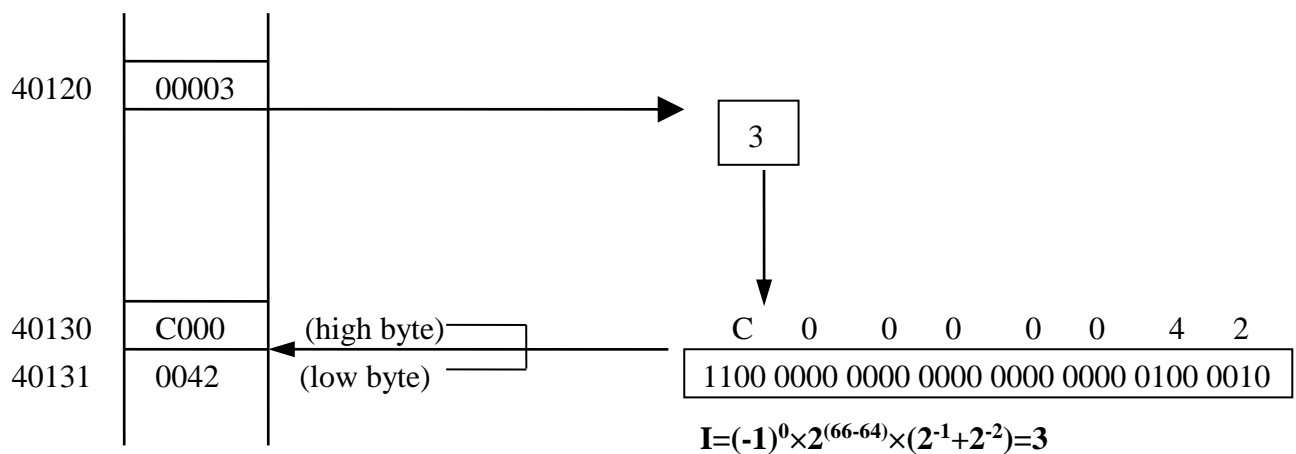 40120 00003
3
40130 C000 (high byte) C 0 0 0 0 0 4 2
40131 0042 (low byte) 1100 0000 0000 0000 0000 0000 0100 0010
I=(-1)⁰×2⁽⁶⁶⁻⁶⁴⁾×(2⁻¹+2⁻²)=3